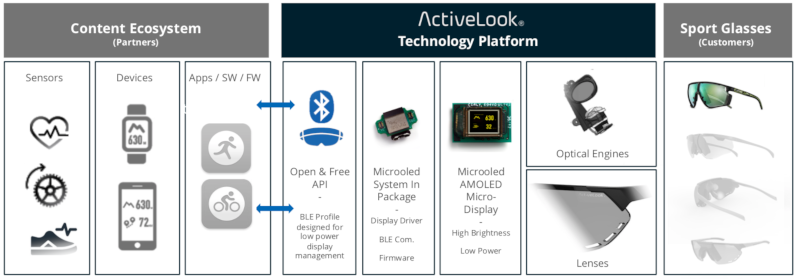 Content Ecosystem
(Partners)
ActiveLook®
Technology Platform
Sport Glasses
(Customers)
Sensors
Devices
630
630
72
Apps / SW / FW
Open & Free
API
-
BLE Profile
designed for
low power
display
management
Microoled
System In
Package
-
Display Driver
BLE Com.
Firmware
630
32
Microoled
AMOLED
Micro-
Display
-
High Brightness
Low Power
Optical Engines
Lenses